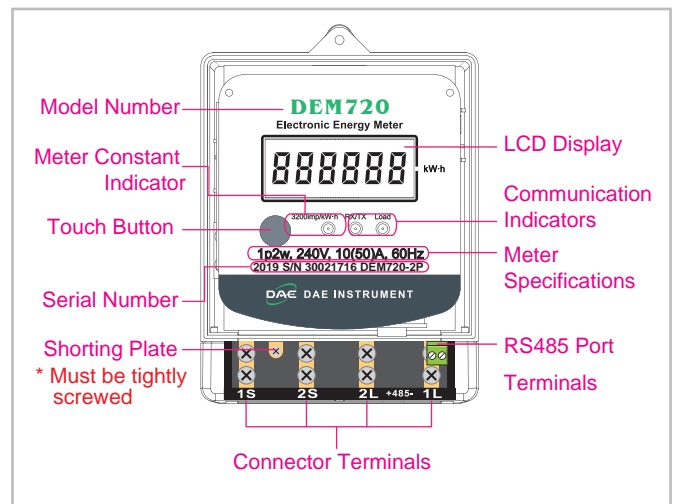 Model Number
DEM720
Electronic Energy Meter
LCD Display
888888 kW·h
Meter Constant
Indicator
Communication
Indicators
Touch Button
3200imp/kW·h RX/TX Load
1p2w, 240V, 10(50)A, 60Hz
Meter
Specifications
2019 S/N 30021716 DEM720-2P
Serial Number
DAE DAE INSTRUMENT
Shorting Plate
* Must be tightly
screwed
RS485 Port
Terminals
1S 2S 2L +485- 1L
Connector Terminals